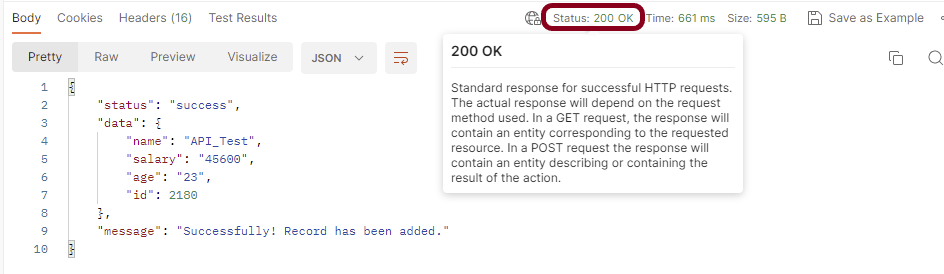 Body Cookies Headers (16) Test Results Status: 200 OK Time: 661 ms Size: 595 B Save as Example
Pretty Raw Preview Visualize JSON
200 OK
Standard response for successful HTTP requests.
The actual response will depend on the request
method used. In a GET request, the response will
contain an entity corresponding to the requested
resource. In a POST request the response will
contain an entity describing or containing the
result of the action.
1 {
2 "status": "success",
3 "data": {
4 "name": "API_Test",
5 "salary": "45600",
6 "age": "23",
7 "id": 2180
8 },
9 "message": "Successfully! Record has been added."
10 }